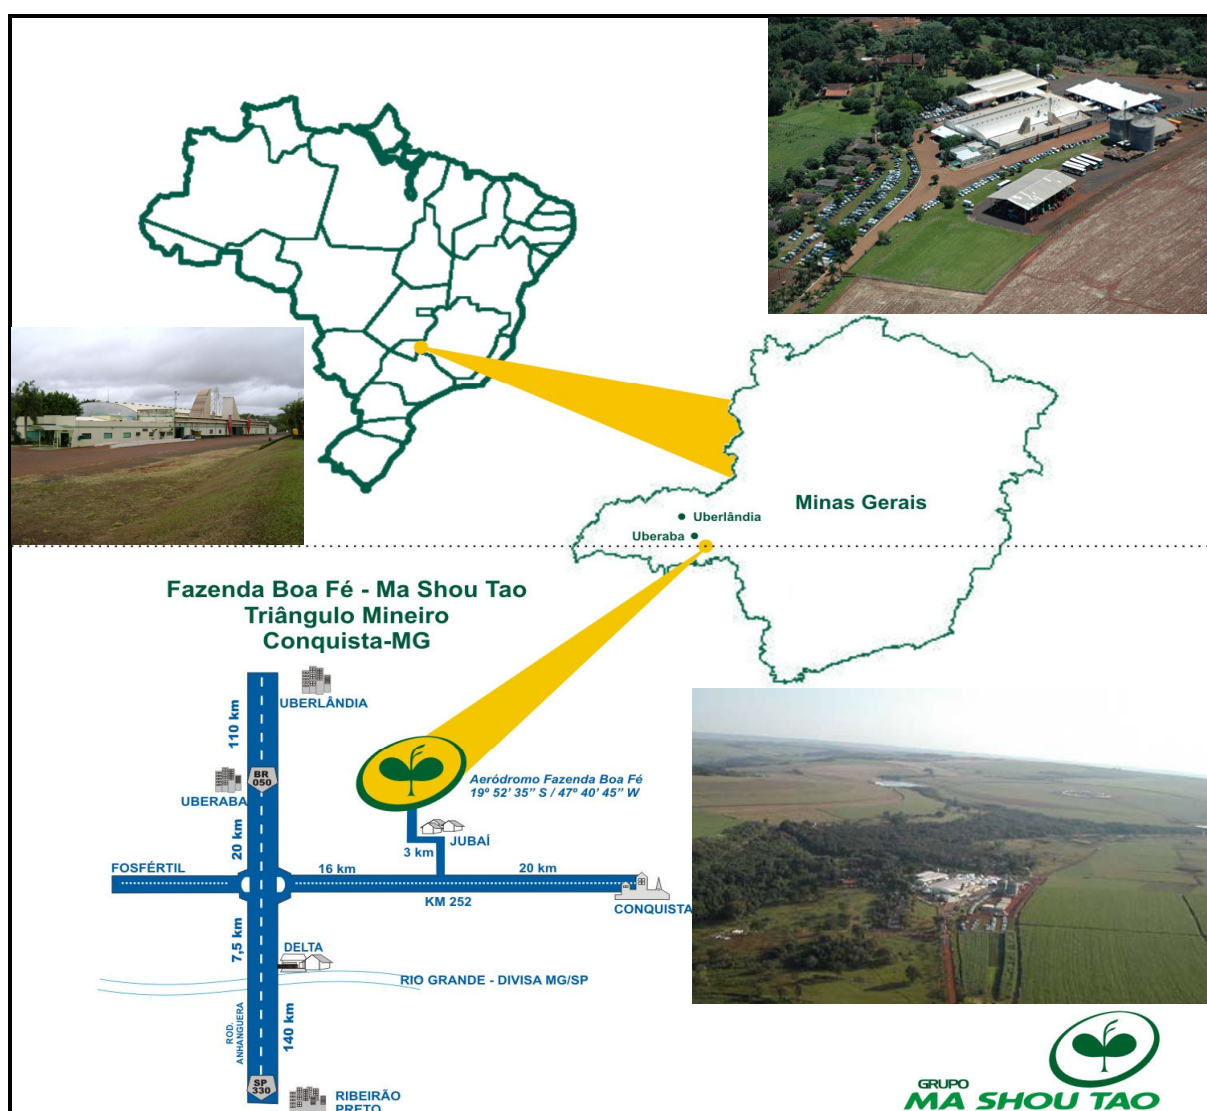 Minas Gerais
Uberlândia
Uberaba
Fazenda Boa Fé - Ma Shou Tao
Triângulo Mineiro
Conquista-MG
UBERLÂNDIA
110 km
BR
050
UBERABA
Aeródromo Fazenda Boa Fé
19º 52' 35” S / 47º 40' 45” W
JUBAÍ
3 km
20 km
FOSFÉRTIL
16 km
20 km
KM 252
CONQUISTA
7,5 km
DELTA
RIO GRANDE - DIVISA MG/SP
ROD.
ANHANGUERA
140 km
SP
330
RIBEIRÃO
PRETO
GRUPO
MA SHOU TAO